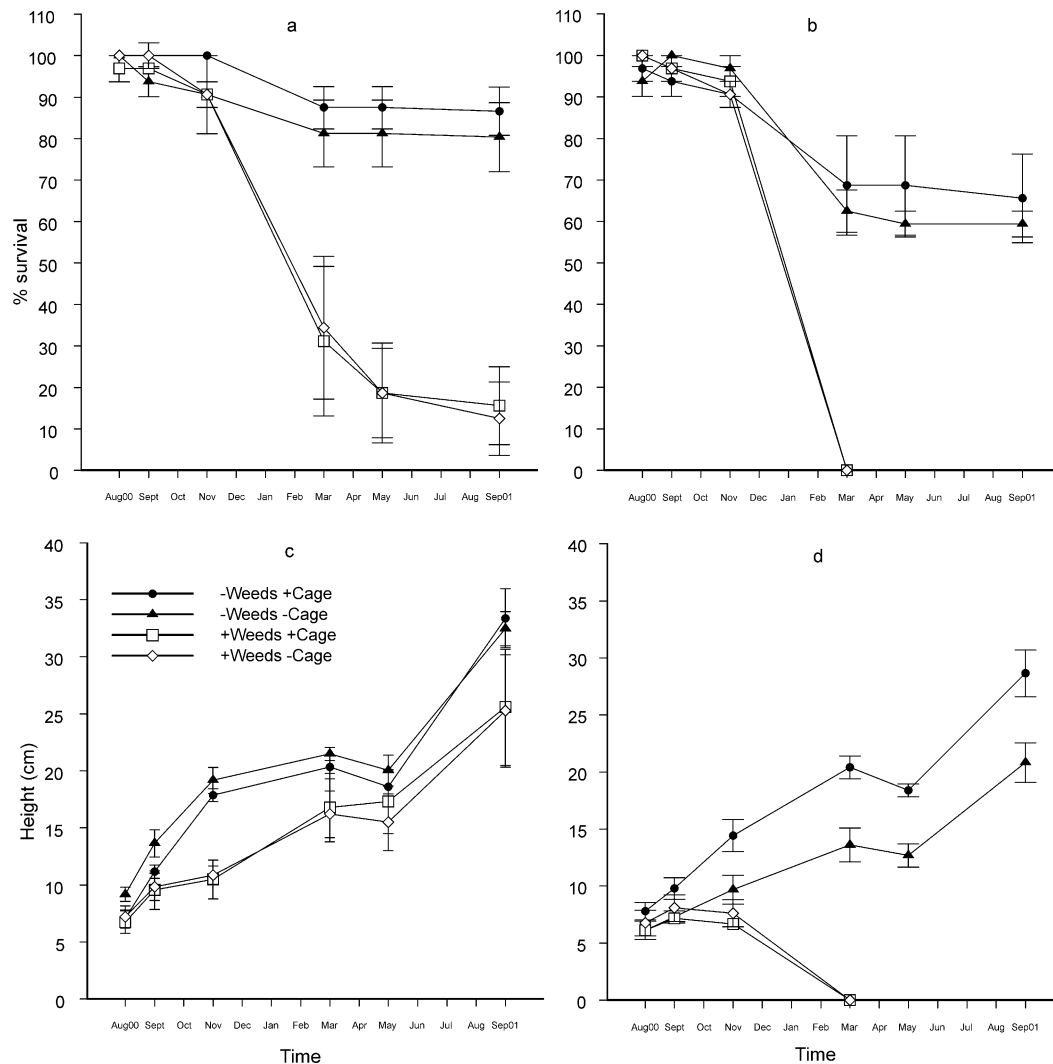 a
110
100
90
80
70
60
50
40
30
20
10
0
% survival
Aug00 Sept Oct Nov Dec Jan Feb Mar Apr May Jun Jul Aug Sep01
b
110
100
90
80
70
60
50
40
30
20
10
0
Aug00 Sept Oct Nov Dec Jan Feb Mar Apr May Jun Jul Aug Sep01
c
40
35
30
25
20
15
10
5
0
Height (cm)
-Weeds +Cage
-Weeds -Cage
+Weeds +Cage
+Weeds -Cage
Aug00 Sept Oct Nov Dec Jan Feb Mar Apr May Jun Jul Aug Sep01
Time
d
40
35
30
25
20
15
10
5
0
Aug00 Sept Oct Nov Dec Jan Feb Mar Apr May Jun Jul Aug Sep01
Time